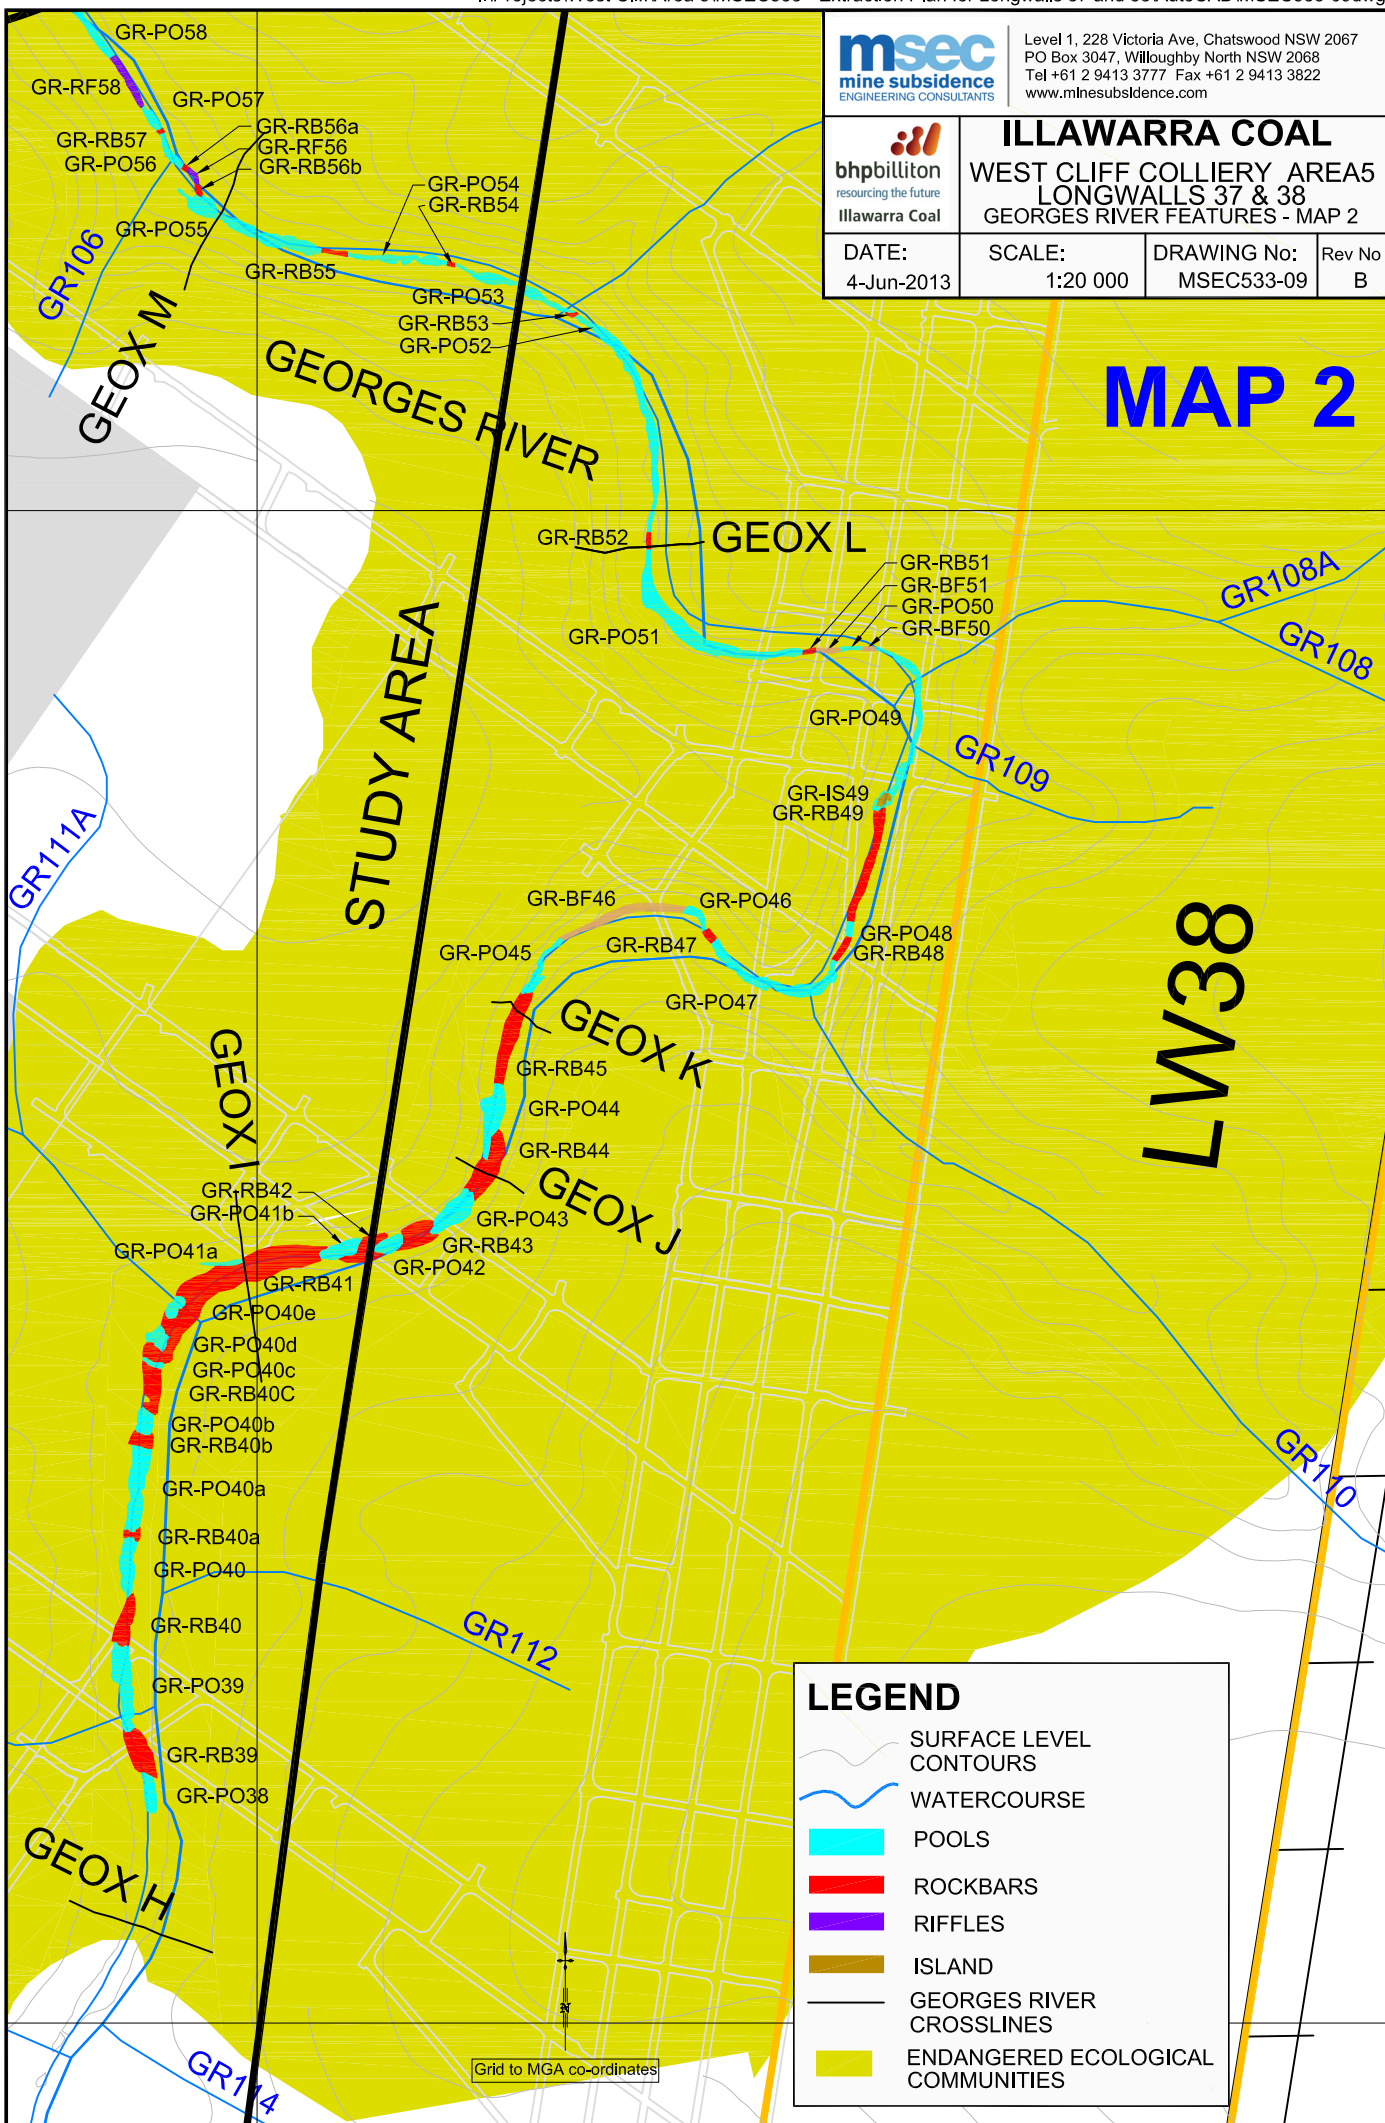 msec
mine subsidence
ENGINEERING CONSULTANTS
Level 1, 228 Victoria Ave, Chatswood NSW 2067
PO Box 3047, Willoughby North NSW 2068
Tel +61 2 9413 3777 Fax +61 2 9413 3822
www.minesubsidence.com
bhpbilliton
resourcing the future
Illawarra Coal
ILLAWARRA COAL
WEST CLIFF COLLIERY AREA5
LONGWALLS 37 & 38
GEORGES RIVER FEATURES - MAP 2
DATE:
4-Jun-2013
SCALE:
1:20 000
DRAWING No:
MSEC533-09
Rev No
B
MAP 2
GR-PO58
GR-RF58
GR-PO57
GR-RB57
GR-PO56
GR-RB56a
GR-RF56
GR-RB56b
GR-PO54
GR-RB54
GR-PO55
GR106
GR-RB55
GR-PO53
GR-RB53
GR-PO52
GEOX M
GEORGES RIVER
GR-RB52
GEOX L
GR-RB51
GR-BF51
GR-PO50
GR-BF50
GR108A
GR108
GR-PO51
STUDY AREA
GR-PO49
GR109
GR-IS49
GR-RB49
GR111A
GR-BF46
GR-PO46
GR-PO45
GR-RB47
GR-PO48
GR-RB48
GR-PO47
LW38
GEOX K
GEOX I
GR-RB45
GR-PO44
GR-RB44
GEOX J
GR-RB42
GR-PO41b
GR-PO43
GR-PO41a
GR-RB43
GR-PO42
GR-RB41
GR-PO40e
GR-PO40d
GR-PO40c
GR-RB40C
GR-PO40b
GR-RB40b
GR-PO40a
GR110
GR-RB40a
GR-PO40
GR-RB40
GR112
GR-PO39
GR-RB39
GR-PO38
GEOX H
GR114
N
Grid to MGA co-ordinates
LEGEND
SURFACE LEVEL
CONTOURS
WATERCOURSE
POOLS
ROCKBARS
RIFFLES
ISLAND
GEORGES RIVER
CROSSLINES
ENDANGERED ECOLOGICAL
COMMUNITIES